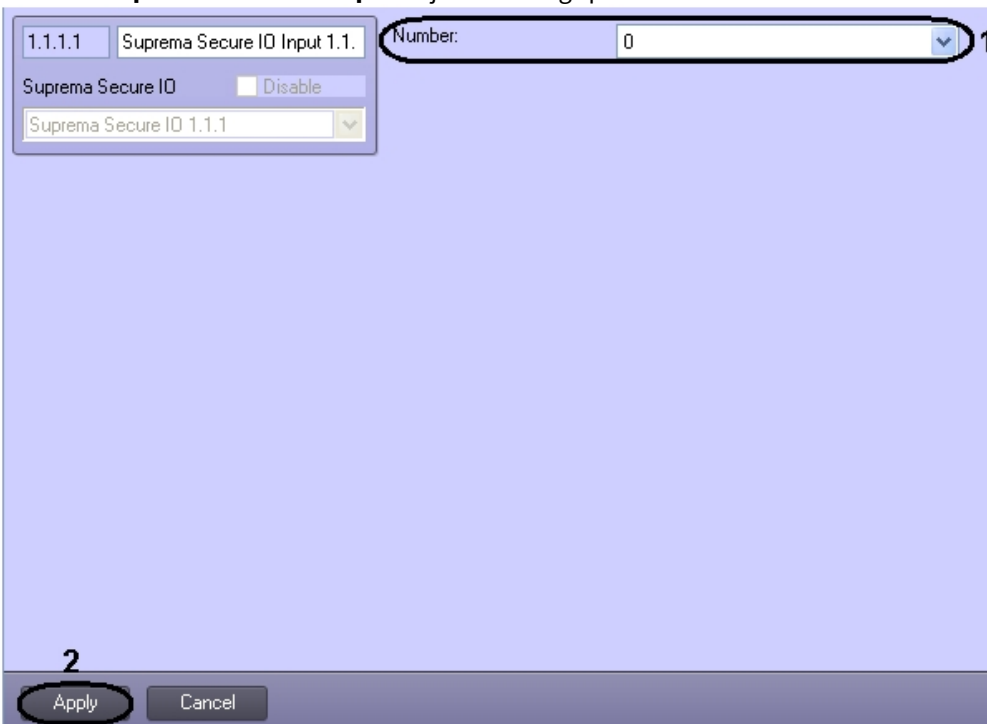 1.1.1.1 Suprema Secure IO Input 1.1. Number: 0 1
Suprema Secure IO Disable
Suprema Secure IO 1.1.1
2
Apply Cancel